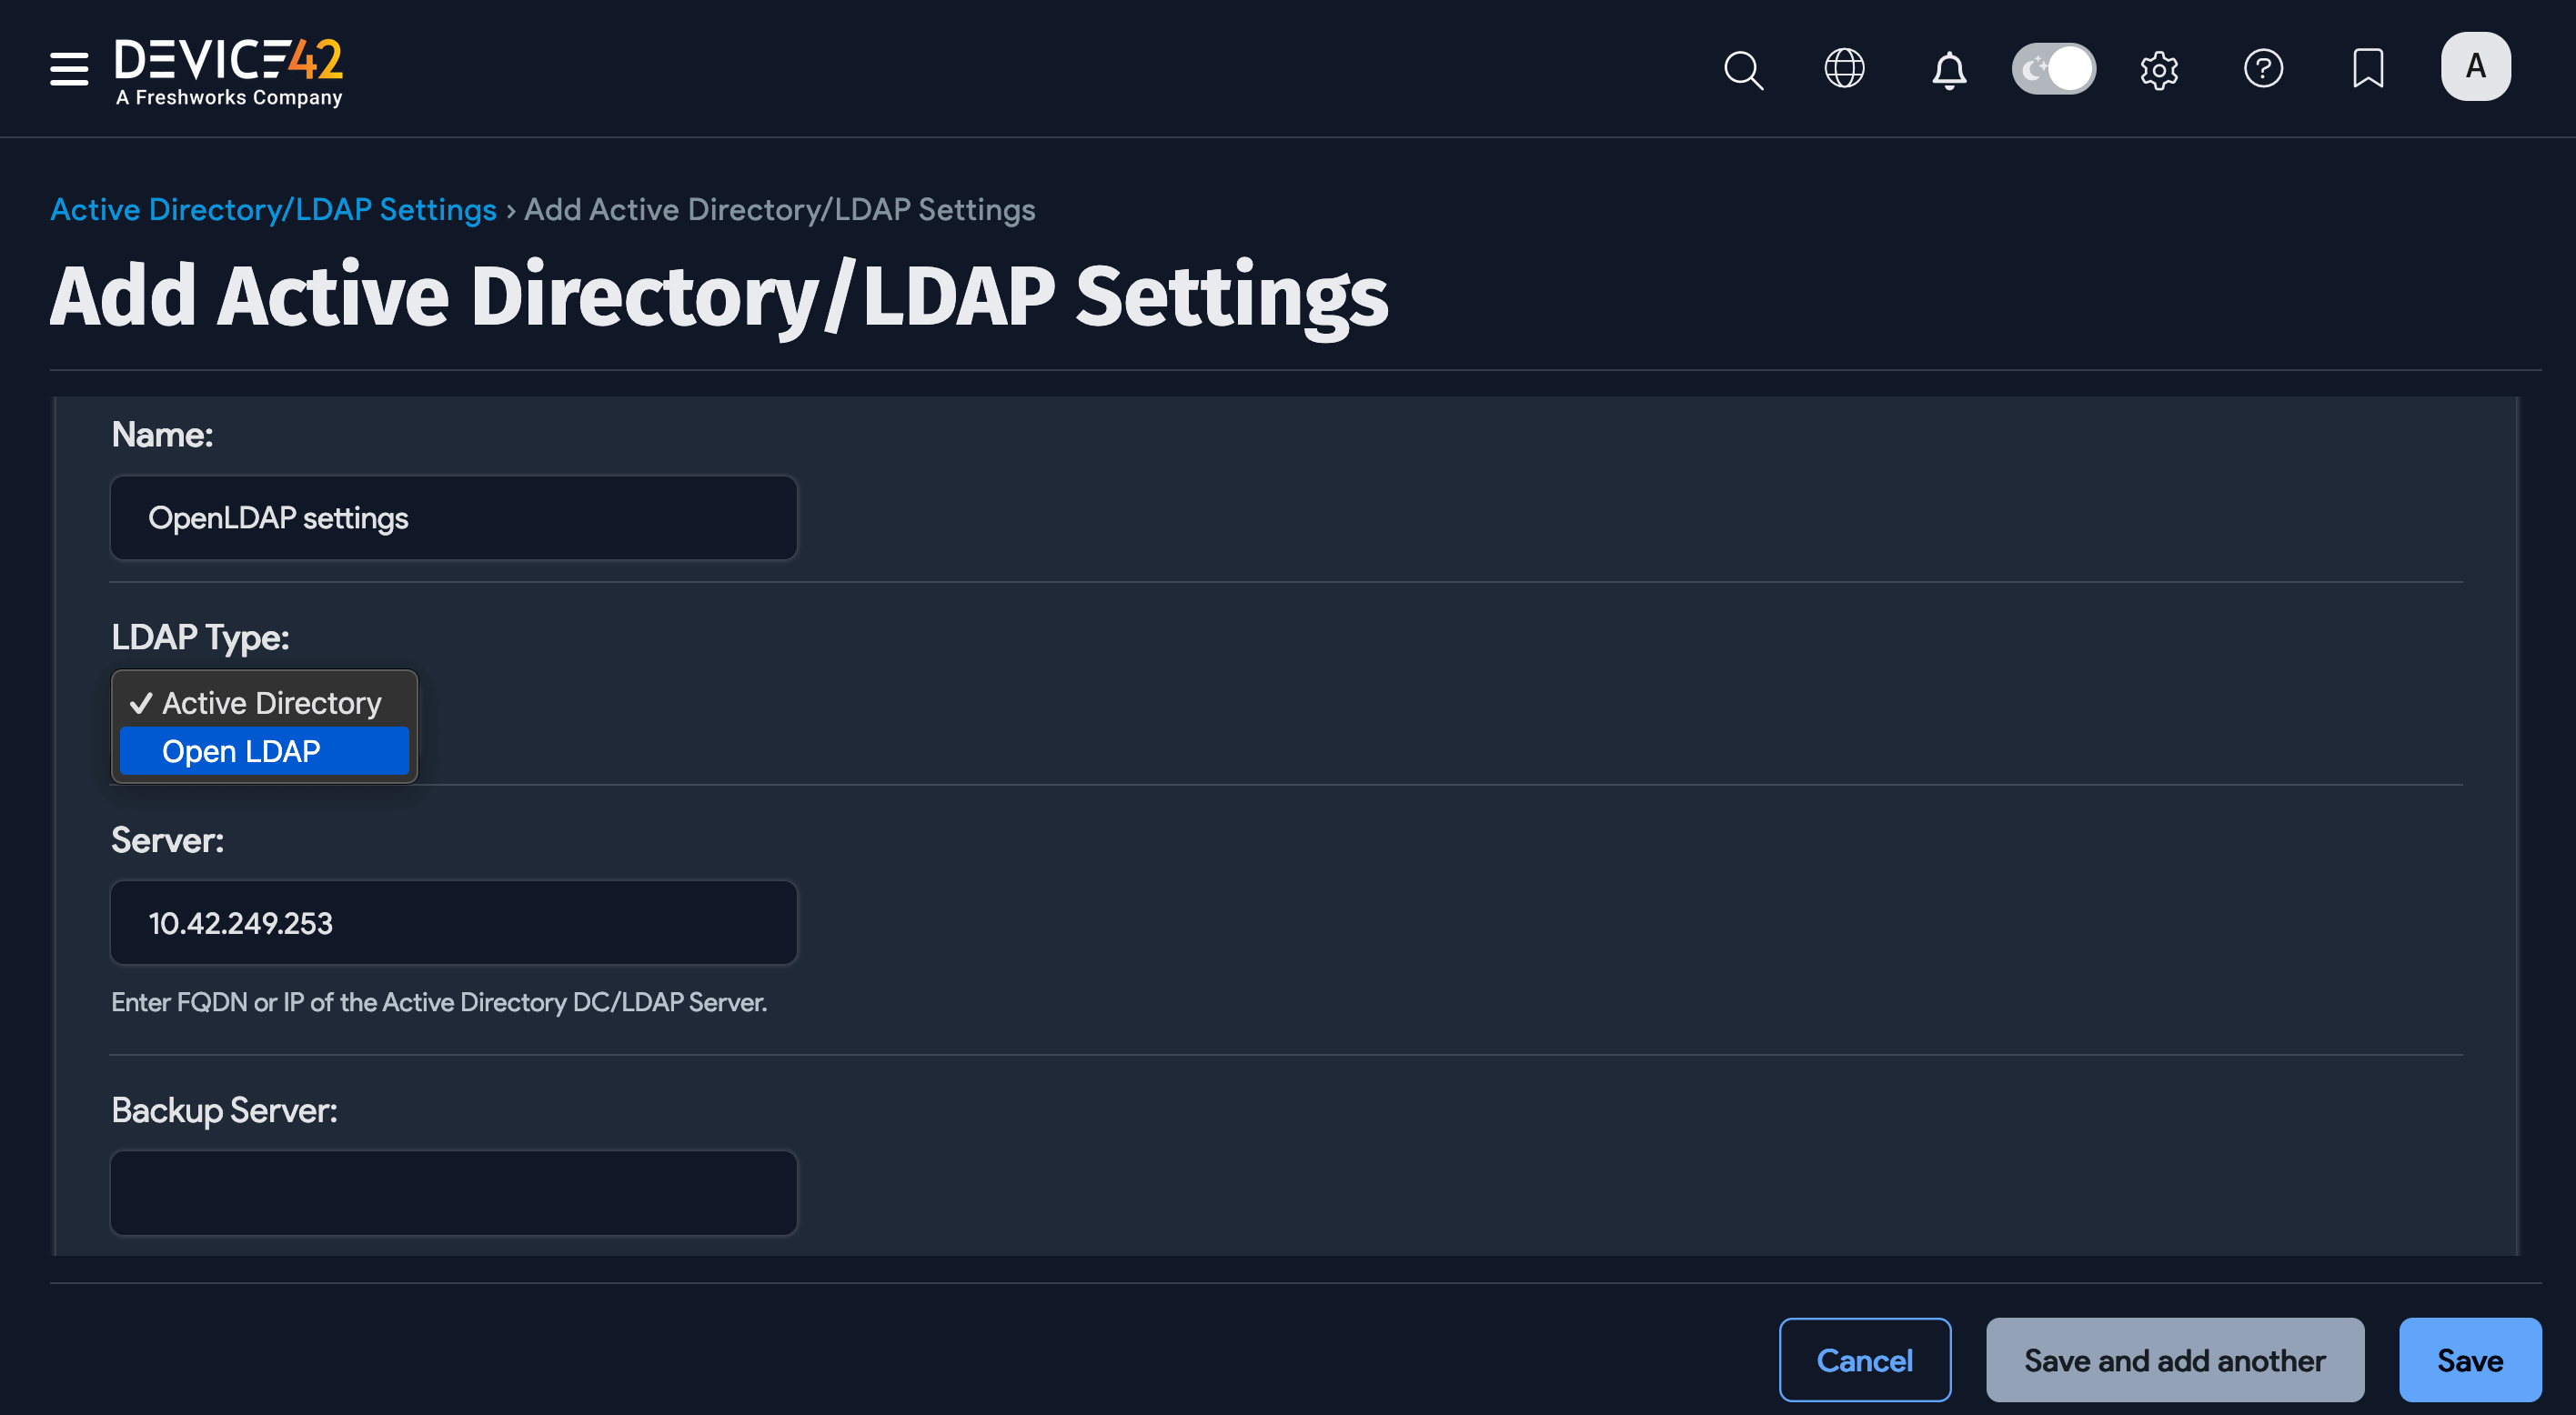 DEVICE42
A Freshworks Company
A
Active Directory/LDAP Settings › Add Active Directory/LDAP Settings
Add Active Directory/LDAP Settings
Name:
OpenLDAP settings
LDAP Type:
✓ Active Directory
Open LDAP
Server:
10.42.249.253
Enter FQDN or IP of the Active Directory DC/LDAP Server.
Backup Server:
Cancel
Save and add another
Save